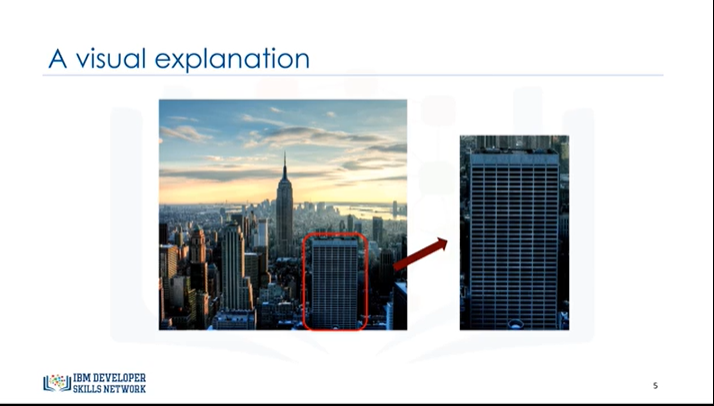 A visual explanation
IBM DEVELOPER
SKILLS NETWORK
5